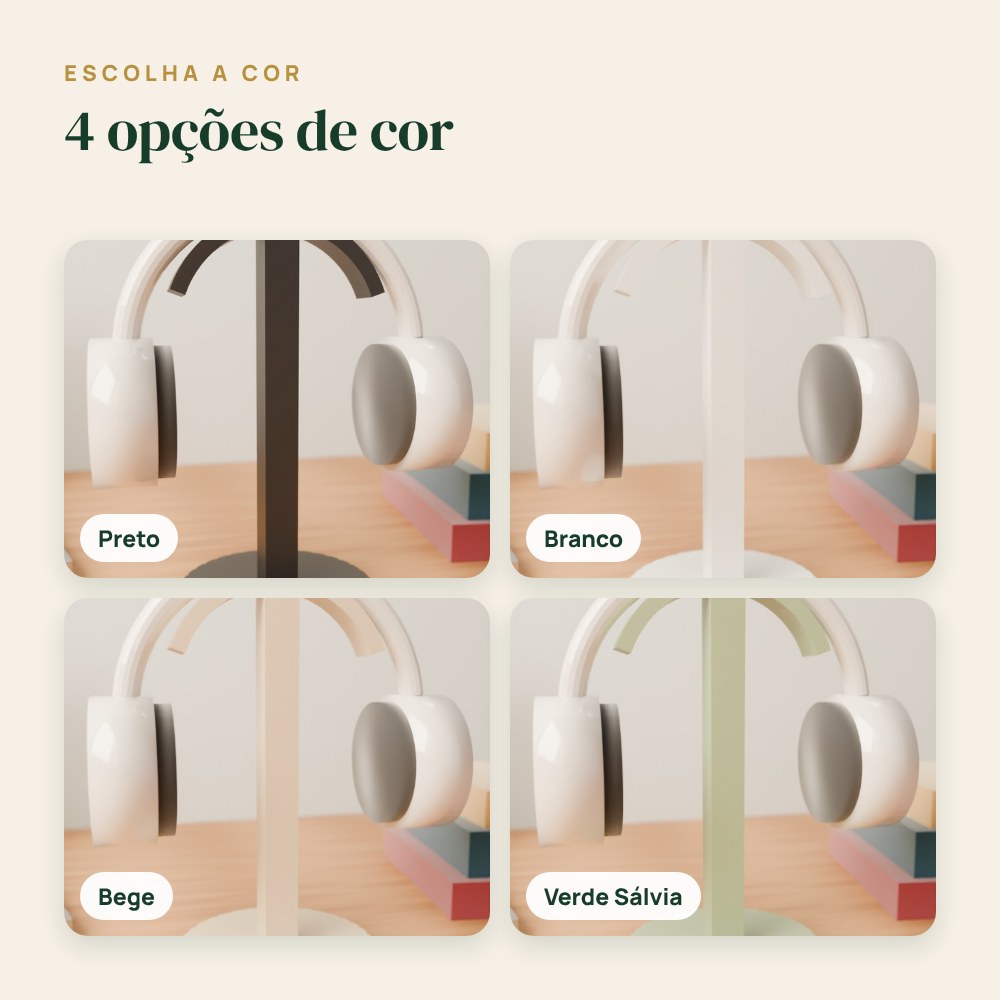 ESCOLHA A COR
4 opções de cor
Preto
Branco
Bege
Verde Sálvia